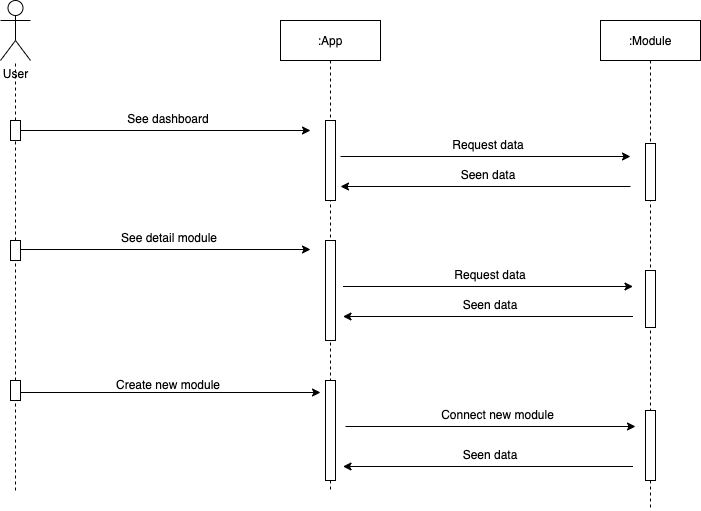 :App
:Module
User
See dashboard
Request data
Seen data
See detail module
Request data
Seen data
Create new module
Connect new module
Seen data